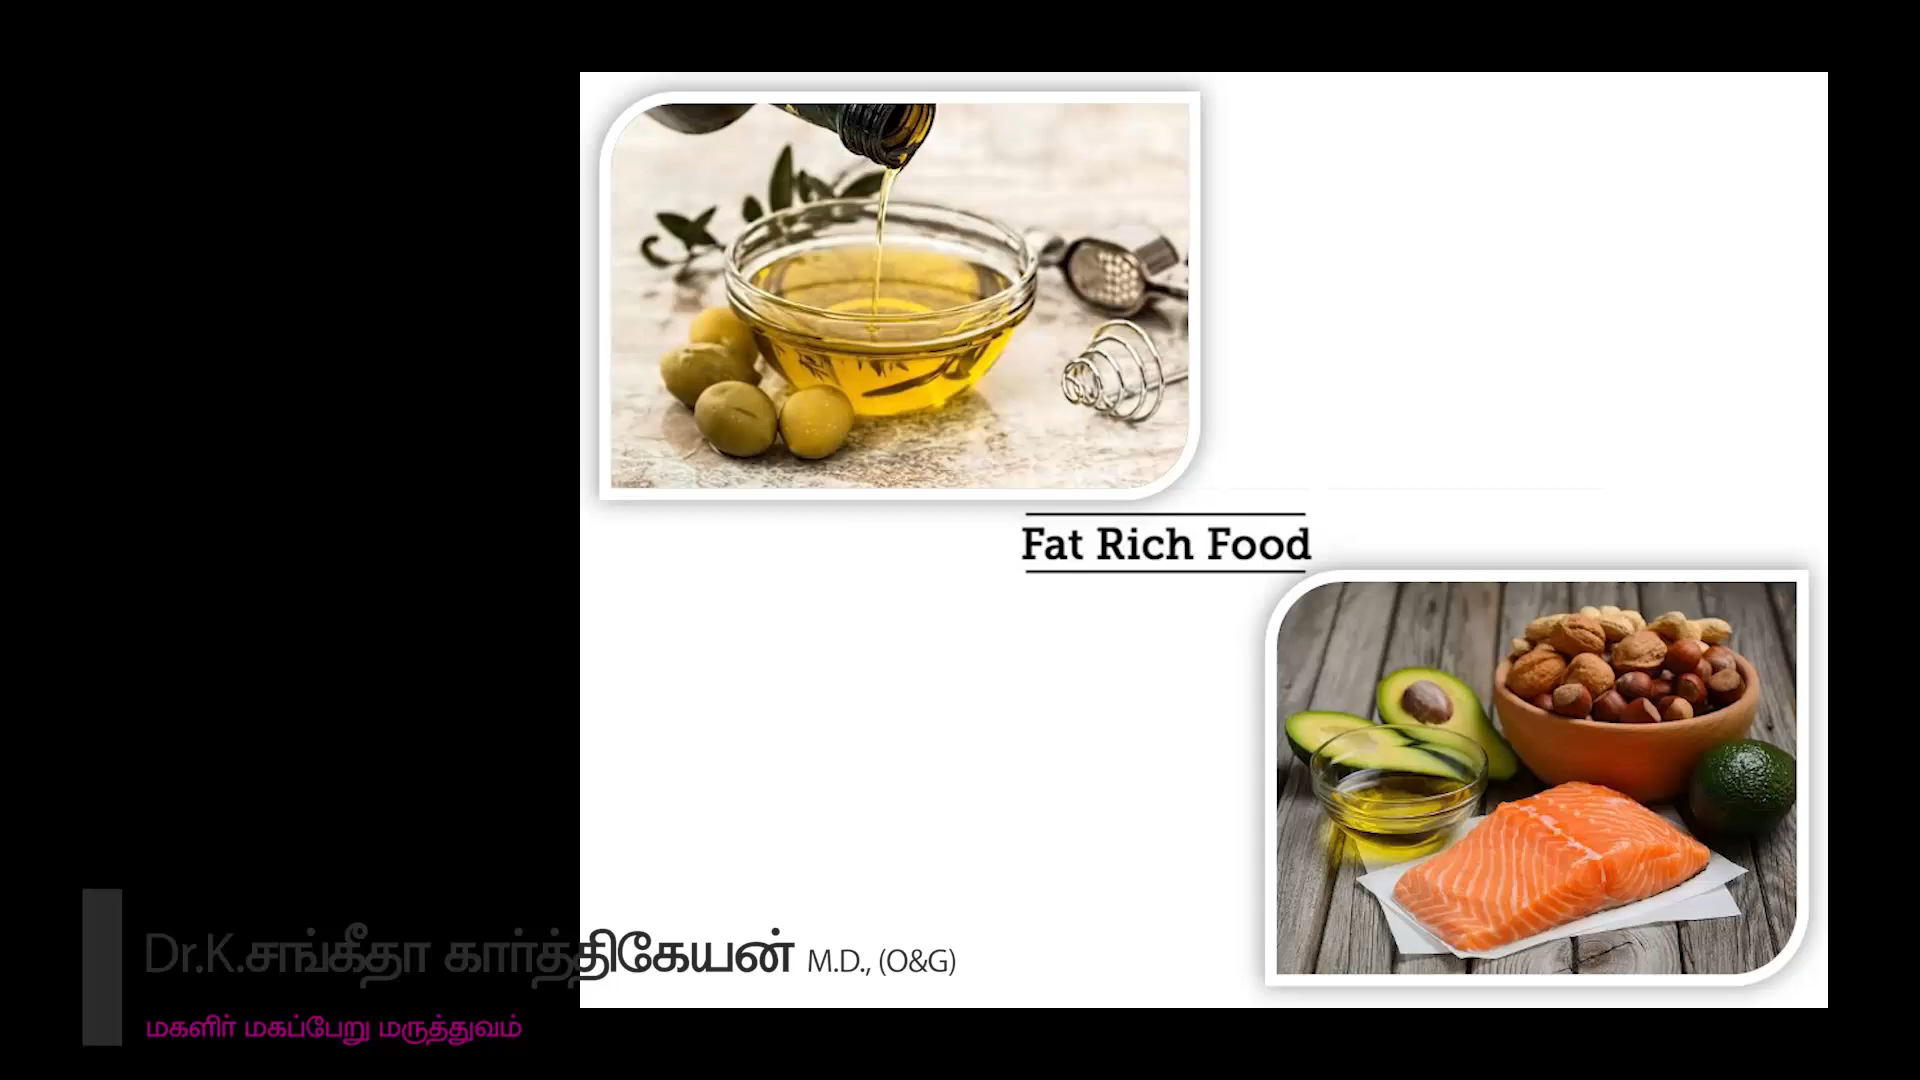 Fat Rich Food
Dr.K.சங்கீதா கார்த்திகேயன் M.D., (O&G)
மகளிர் மகப்பேறு மருத்துவம்